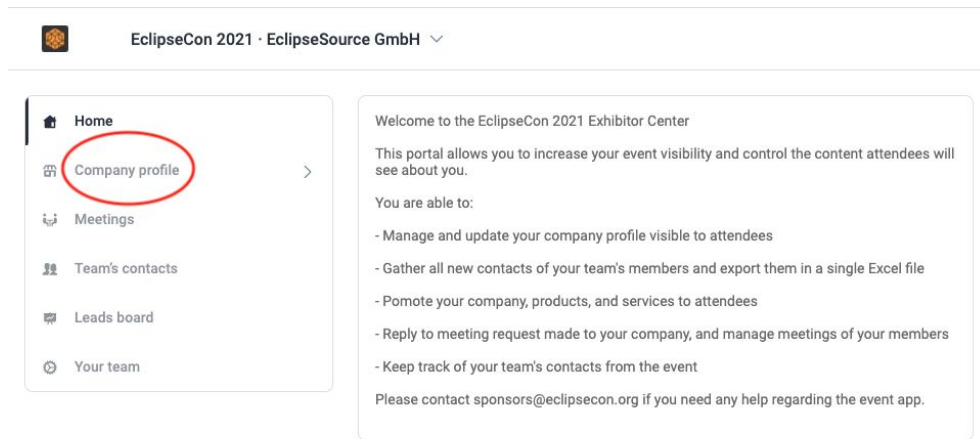 EclipseCon 2021 · EclipseSource GmbH
Home
Company profile
Meetings
Team's contacts
Leads board
Your team
Welcome to the EclipseCon 2021 Exhibitor Center
This portal allows you to increase your event visibility and control the content attendees will
see about you.
You are able to:
- Manage and update your company profile visible to attendees
- Gather all new contacts of your team's members and export them in a single Excel file
- Pomote your company, products, and services to attendees
- Reply to meeting request made to your company, and manage meetings of your members
- Keep track of your team's contacts from the event
Please contact sponsors@eclipsecon.org if you need any help regarding the event app.